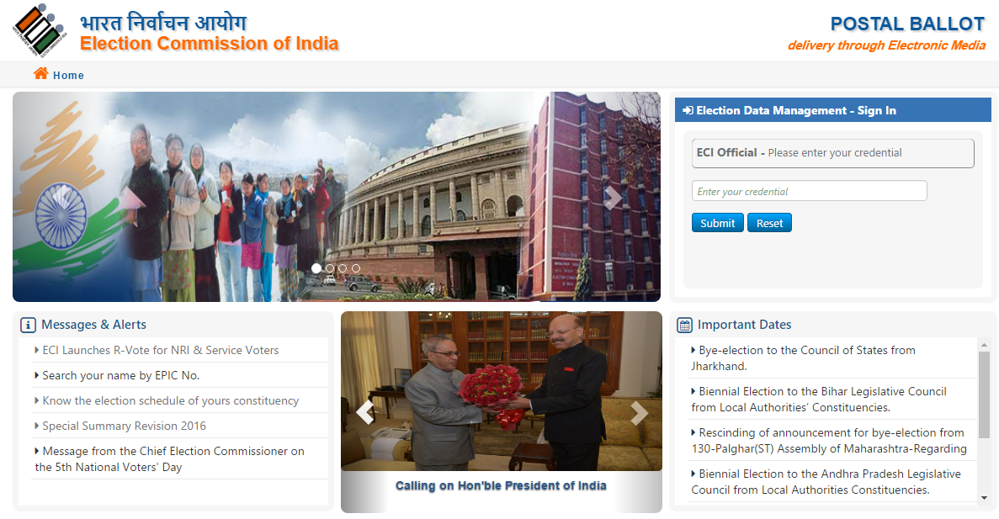 भारत निर्वाचन आयोग
Election Commission of India
POSTAL BALLOT
delivery through Electronic Media
Home
Election Data Management - Sign In
ECI Official - Please enter your credential
Enter your credential
Submit Reset
Messages & Alerts
ECI Launches R-Vote for NRI & Service Voters
Search your name by EPIC No.
Know the election schedule of yours constituency
Special Summary Revision 2016
Message from the Chief Election Commissioner on
the 5th National Voters' Day
Calling on Hon'ble President of India
Important Dates
Bye-election to the Council of States from
Jharkhand.
Biennial Election to the Bihar Legislative Council
from Local Authorities’ Constituencies.
Rescinding of announcement for bye-election from
130-Palghar(ST) Assembly of Maharashtra-Regarding
Biennial Election to the Andhra Pradesh Legislative
Council from Local Authorities Constituencies.